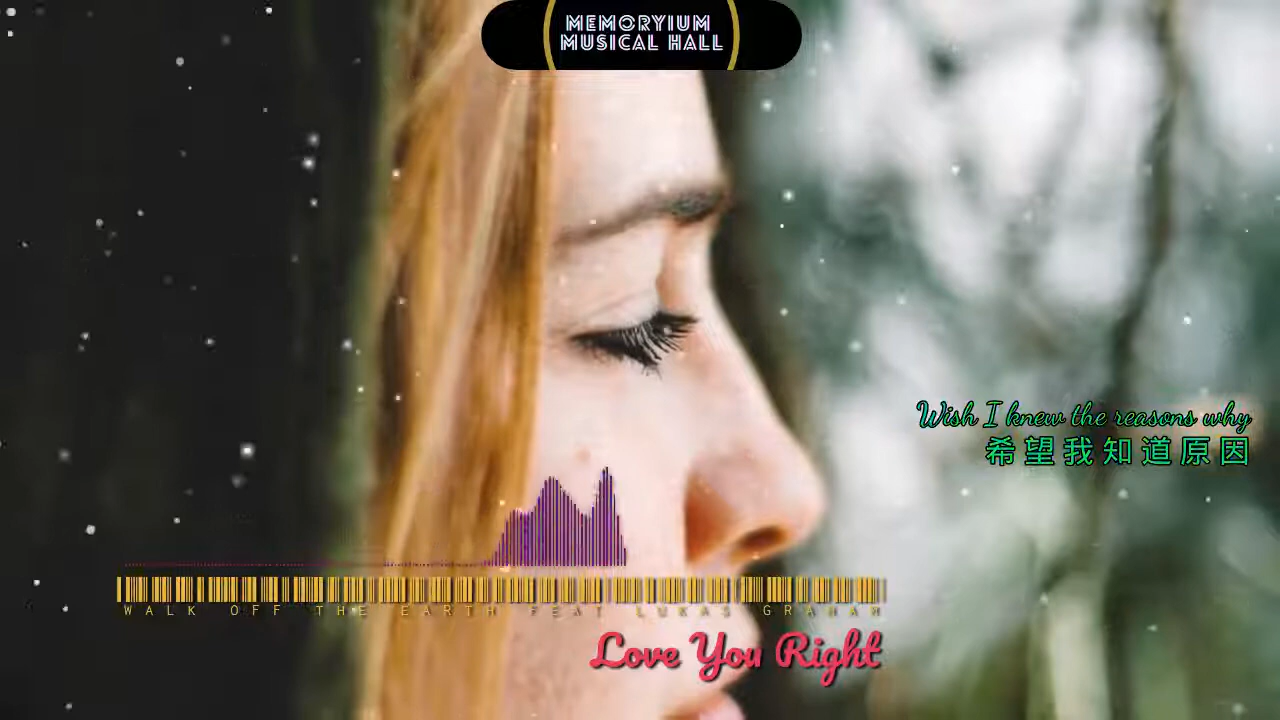 MEMORYIUM
MUSICAL HALL
Wish I knew the reasons why
希望我知道原因
WALK OFF THE EARTH FEAT LUKAS GRAHAM
Love You Right